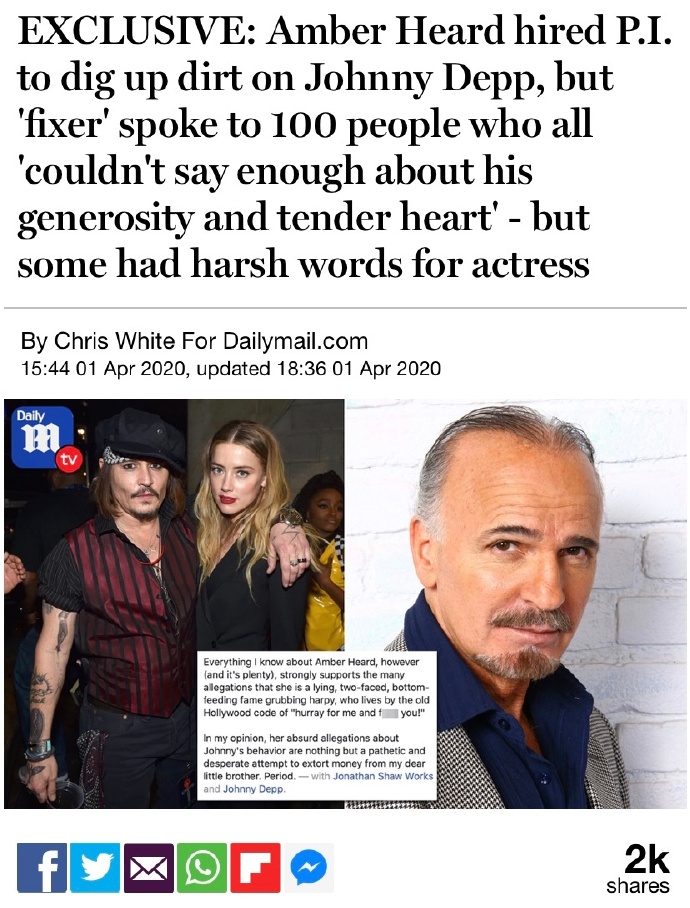 EXCLUSIVE: Amber Heard hired P.I.
to dig up dirt on Johnny Depp, but
'fixer' spoke to 100 people who all
'couldn't say enough about his
generosity and tender heart' - but
some had harsh words for actress
By Chris White For Dailymail.com
15:44 01 Apr 2020, updated 18:36 01 Apr 2020
Daily
M
tv
Everything I know about Amber Heard, however
(and it's plenty), strongly supports the many
allegations that she is a lying, two-faced, bottom-
feeding fame grubbing harpy, who lives by the old
Hollywood code of "hurray for me and f you!"
In my opinion, her absurd allegations about
Johnny's behavior are nothing but a pathetic and
desperate attempt to extort money from my dear
little brother. Period. — with Jonathan Shaw Works
and Johnny Depp.
2k
shares